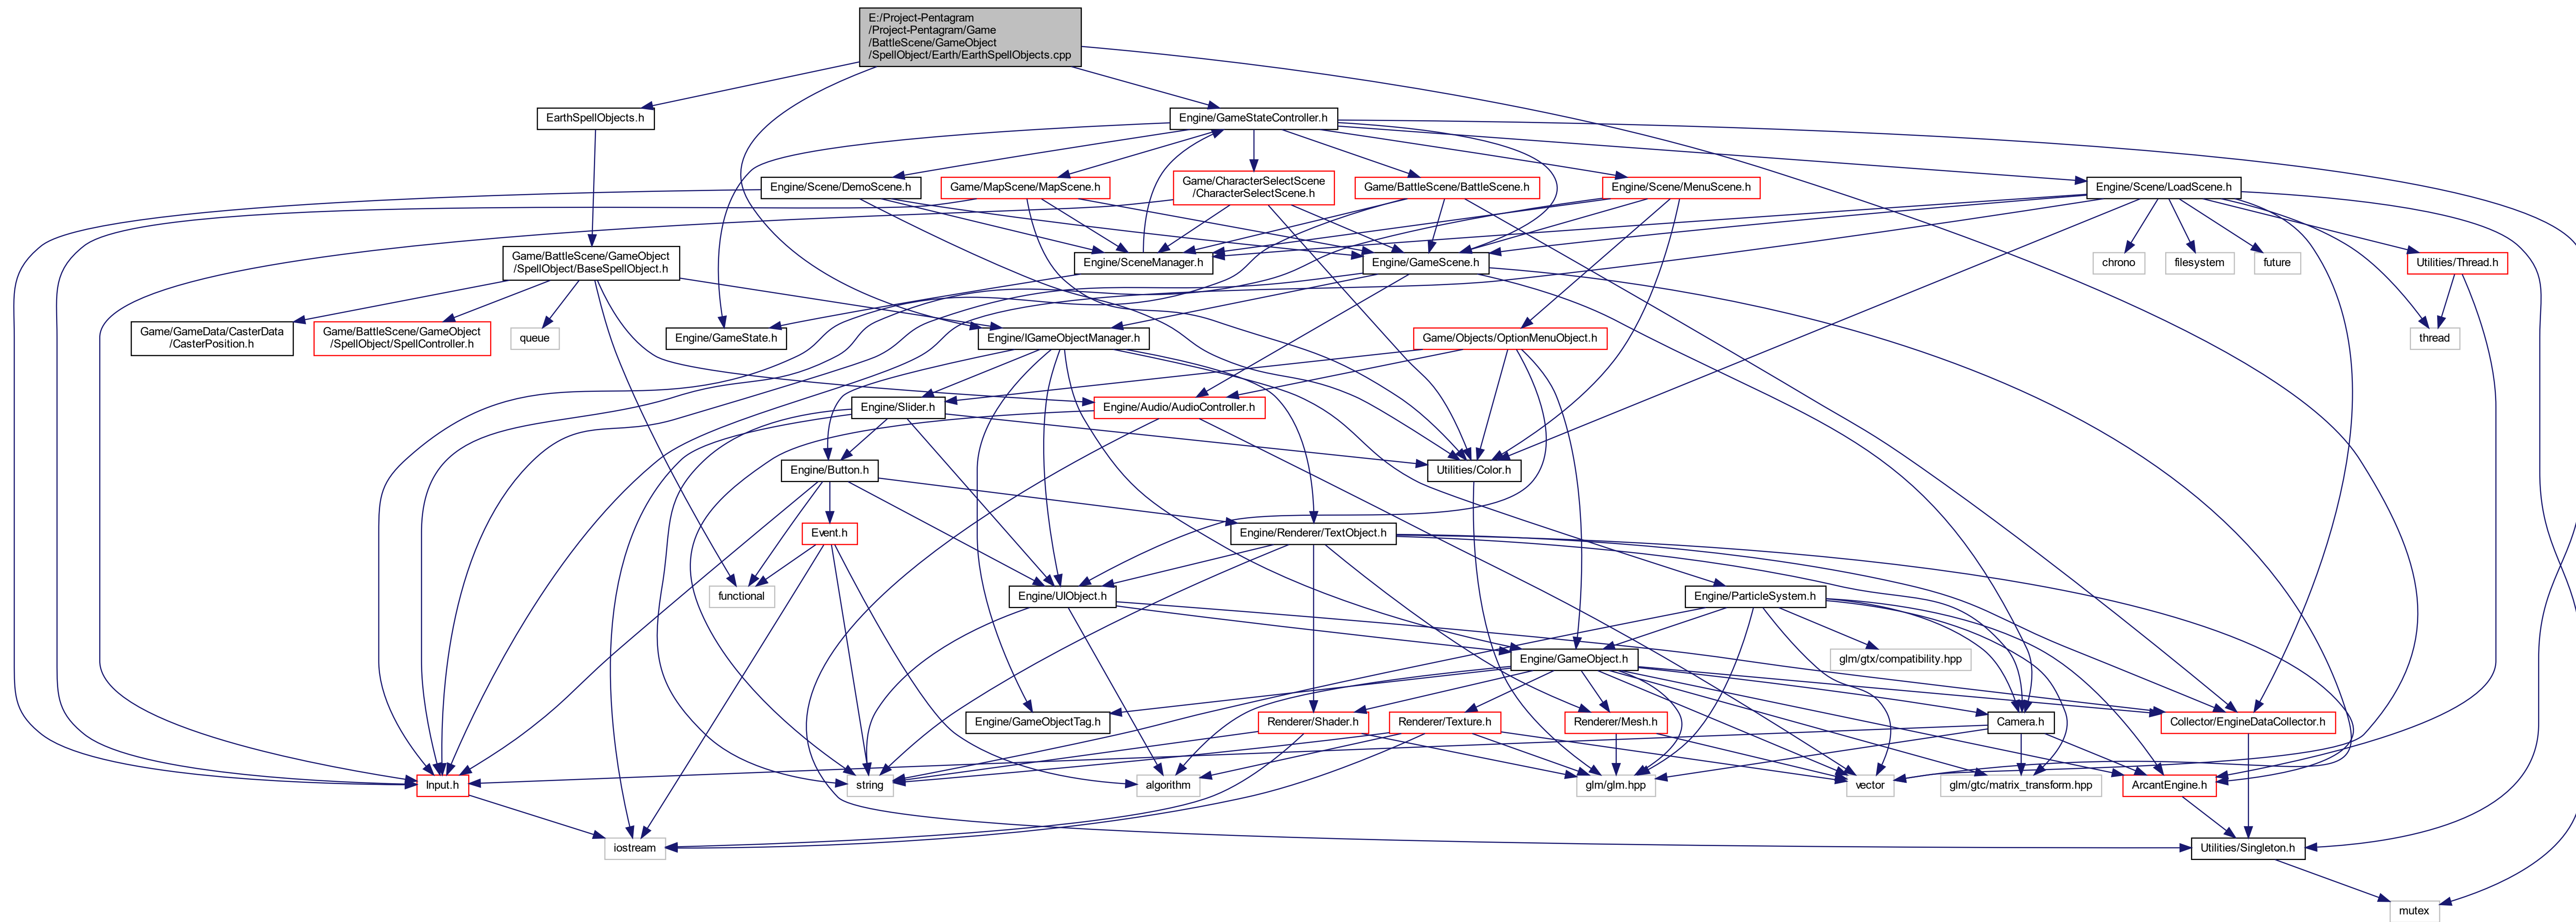 E:/Project-Pentagram
/Project-Pentagram/Game
/BattleScene/GameObject
/SpellObject/Earth/EarthSpellObjects.cpp
EarthSpellObjects.h
Engine/GameStateController.h
Engine/Scene/DemoScene.h
Game/MapScene/MapScene.h
Game/CharacterSelectScene
/CharacterSelectScene.h
Game/BattleScene/BattleScene.h
Engine/Scene/MenuScene.h
Engine/Scene/LoadScene.h
Game/BattleScene/GameObject
/SpellObject/BaseSpellObject.h
Engine/SceneManager.h
Engine/GameScene.h
chrono
filesystem
future
Utilities/Thread.h
Game/GameData/CasterData
/CasterPosition.h
Game/BattleScene/GameObject
/SpellObject/SpellController.h
queue
Engine/GameState.h
Engine/IGameObjectManager.h
Game/Objects/OptionMenuObject.h
thread
Engine/Slider.h
Engine/Audio/AudioController.h
Engine/Button.h
Utilities/Color.h
Event.h
Engine/Renderer/TextObject.h
functional
Engine/UIObject.h
Engine/ParticleSystem.h
Engine/GameObject.h
glm/gtx/compatibility.hpp
Engine/GameObjectTag.h
Renderer/Shader.h
Renderer/Texture.h
Renderer/Mesh.h
Camera.h
Collector/EngineDataCollector.h
Input.h
string
algorithm
glm/glm.hpp
vector
glm/gtc/matrix_transform.hpp
ArcantEngine.h
iostream
Utilities/Singleton.h
mutex